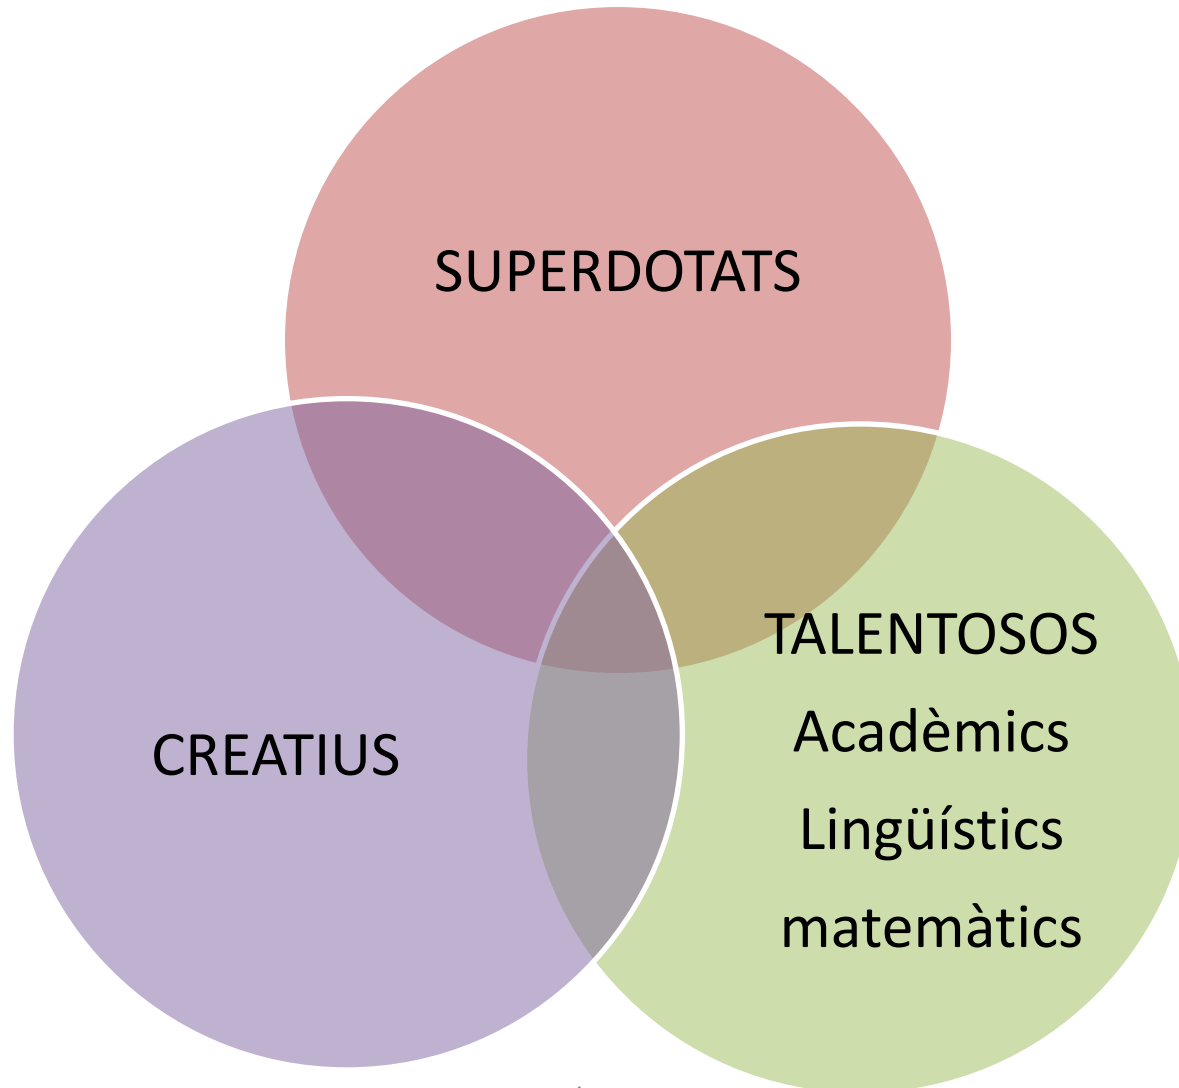 SUPERDOTATS
TALENTOSOS
Acadèmics
CREATIUS
Lingüístics
matemàtics